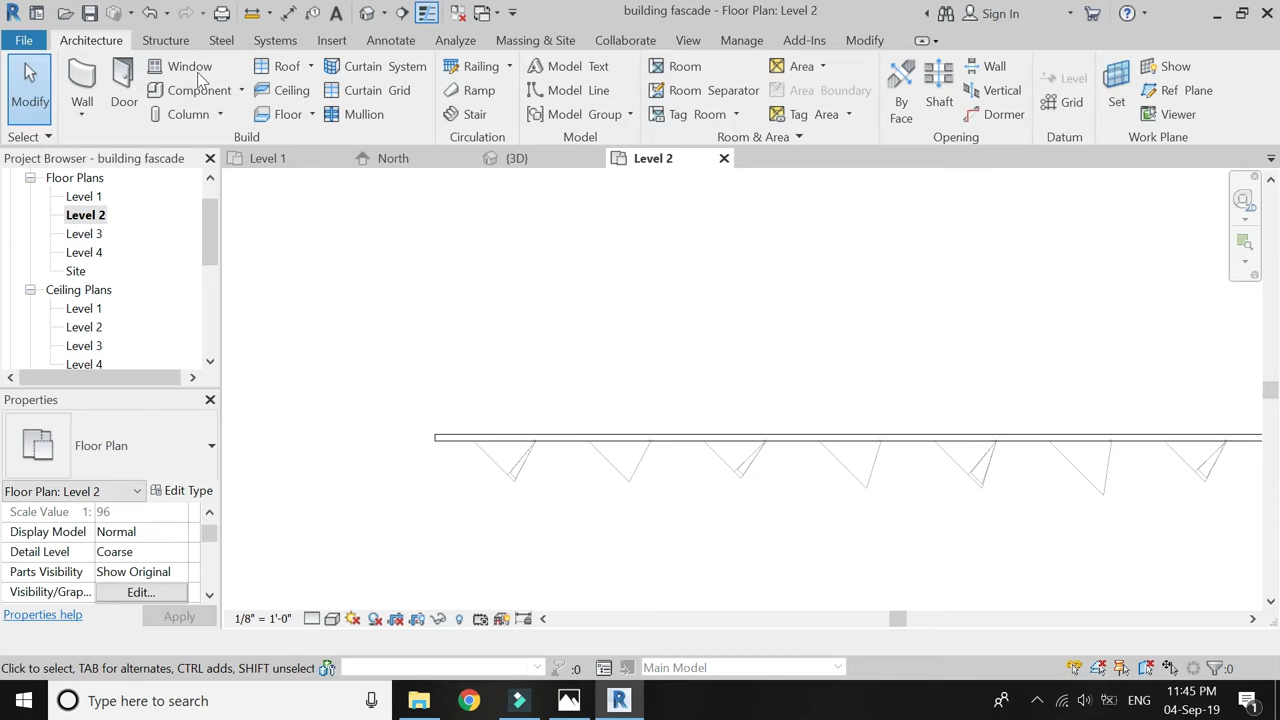 building fascade - Floor Plan: Level 2
Sign In
File
Architecture
Structure
Steel
Systems
Insert
Annotate
Analyze
Massing & Site
Collaborate
View
Manage
Add-Ins
Modify
Modify
Wall
Door
Window
Component
Column
Roof
Ceiling
Floor
Curtain System
Curtain Grid
Mullion
Railing
Ramp
Stair
Model Text
Model Line
Model Group
Room
Room Separator
Tag Room
Area
Area Boundary
Tag Area
By
Face
Shaft
Wall
Vertical
Dormer
Level
Grid
Set
Show
Ref Plane
Viewer
Select
Build
Circulation
Model
Room & Area
Opening
Datum
Work Plane
Project Browser - building fascade
Level 1
North
{3D}
Level 2
Floor Plans
Level 1
Level 2
Level 3
Level 4
Site
Ceiling Plans
Level 1
Level 2
Level 3
Level 4
Properties
Floor Plan
Floor Plan: Level 2
Edit Type
Scale Value 1: 96
Display Model Normal
Detail Level Coarse
Parts Visibility Show Original
Visibility/Grap... Edit...
Properties help
Apply
1/8" = 1'-0"
Click to select, TAB for alternates, CTRL adds, SHIFT unselect
:0
Main Model
:0
Type here to search
ENG
11:45 PM
04-Sep-19
1